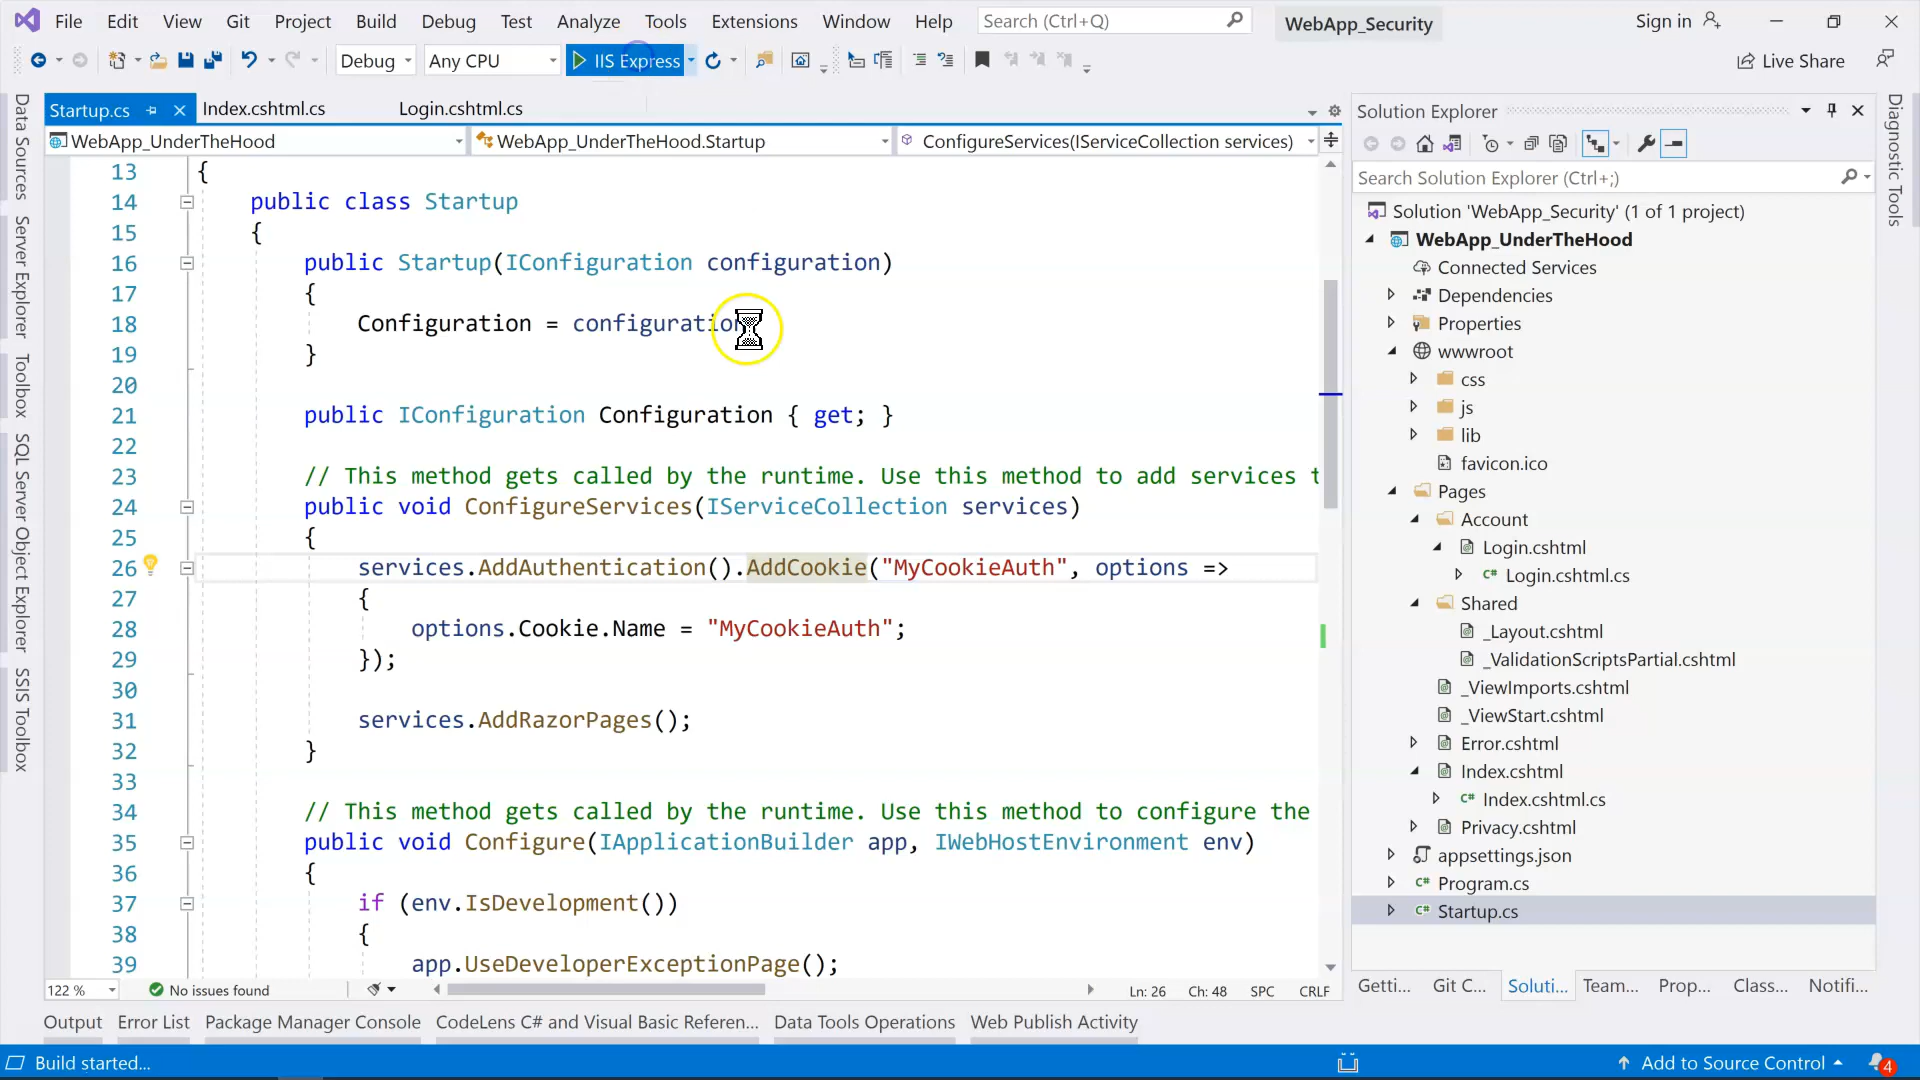 File Edit View Git Project Build Debug Test Analyze Tools Extensions Window Help Search (Ctrl+Q) WebApp_Security Sign in
Debug Any CPU IIS Express Live Share
Startup.cs Index.cshtml.cs Login.cshtml.cs
WebApp_UnderTheHood WebApp_UnderTheHood.Startup ConfigureServices(IServiceCollection services)
13 {
14 public class Startup
15 {
16 public Startup(IConfiguration configuration)
17 {
18 Configuration = configuration
19 }
20
21 public IConfiguration Configuration { get; }
22
23 // This method gets called by the runtime. Use this method to add services t
24 public void ConfigureServices(IServiceCollection services)
25 {
26 services.AddAuthentication().AddCookie("MyCookieAuth", options =>
27 {
28 options.Cookie.Name = "MyCookieAuth";
29 });
30
31 services.AddRazorPages();
32 }
33
34 // This method gets called by the runtime. Use this method to configure the
35 public void Configure(IApplicationBuilder app, IWebHostEnvironment env)
36 {
37 if (env.IsDevelopment())
38 {
39 app.UseDeveloperExceptionPage();
122 % No issues found Ln: 26 Ch: 48 SPC CRLF
Data Sources
Server Explorer
Toolbox
SQL Server Object Explorer
SSIS Toolbox
Solution Explorer
Search Solution Explorer (Ctrl+;)
Solution 'WebApp_Security' (1 of 1 project)
WebApp_UnderTheHood
Connected Services
Dependencies
Properties
wwwroot
css
js
lib
favicon.ico
Pages
Account
Login.cshtml
C# Login.cshtml.cs
Shared
_Layout.cshtml
_ValidationScriptsPartial.cshtml
_ViewImports.cshtml
_ViewStart.cshtml
Error.cshtml
Index.cshtml
C# Index.cshtml.cs
Privacy.cshtml
appsettings.json
C# Program.cs
C# Startup.cs
Getti... Git C... Soluti... Team... Prop... Class... Notifi...
Diagnostic Tools
Output Error List Package Manager Console CodeLens C# and Visual Basic Referen... Data Tools Operations Web Publish Activity
Build started... Add to Source Control 4